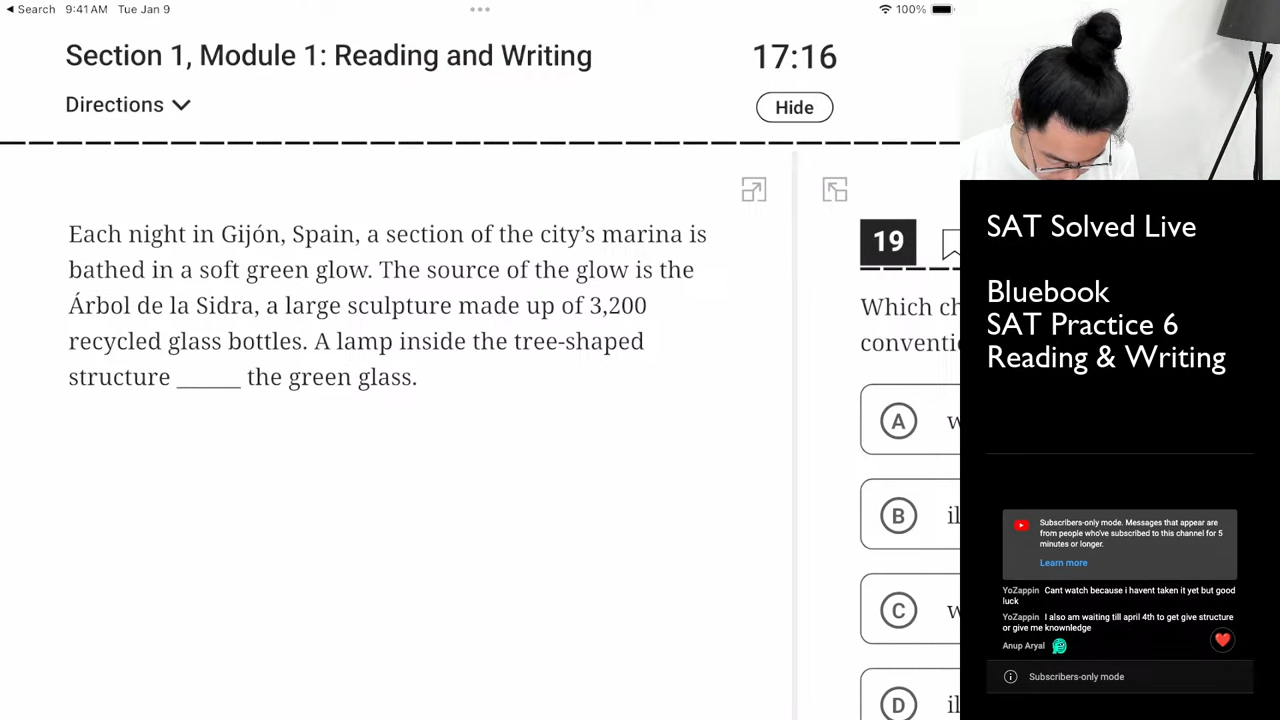 Search 9:41 AM Tue Jan 9
100%
Section 1, Module 1: Reading and Writing
17:16
Directions
Hide
Each night in Gijón, Spain, a section of the city's marina is
bathed in a soft green glow. The source of the glow is the
Árbol de la Sidra, a large sculpture made up of 3,200
recycled glass bottles. A lamp inside the tree-shaped
structure ______ the green glass.
19
Which
A
B
C
D
SAT Solved Live
Bluebook
SAT Practice 6
Reading & Writing
Subscribers-only mode. Messages that appear are
from people who've subscribed to this channel for 5
minutes or longer.
Learn more
YoZappin Cant watch because i havent taken it yet but good
luck
YoZappin I also am waiting till april 4th to get give structure
or give me knownledge
Anup Aryal
Subscribers-only mode